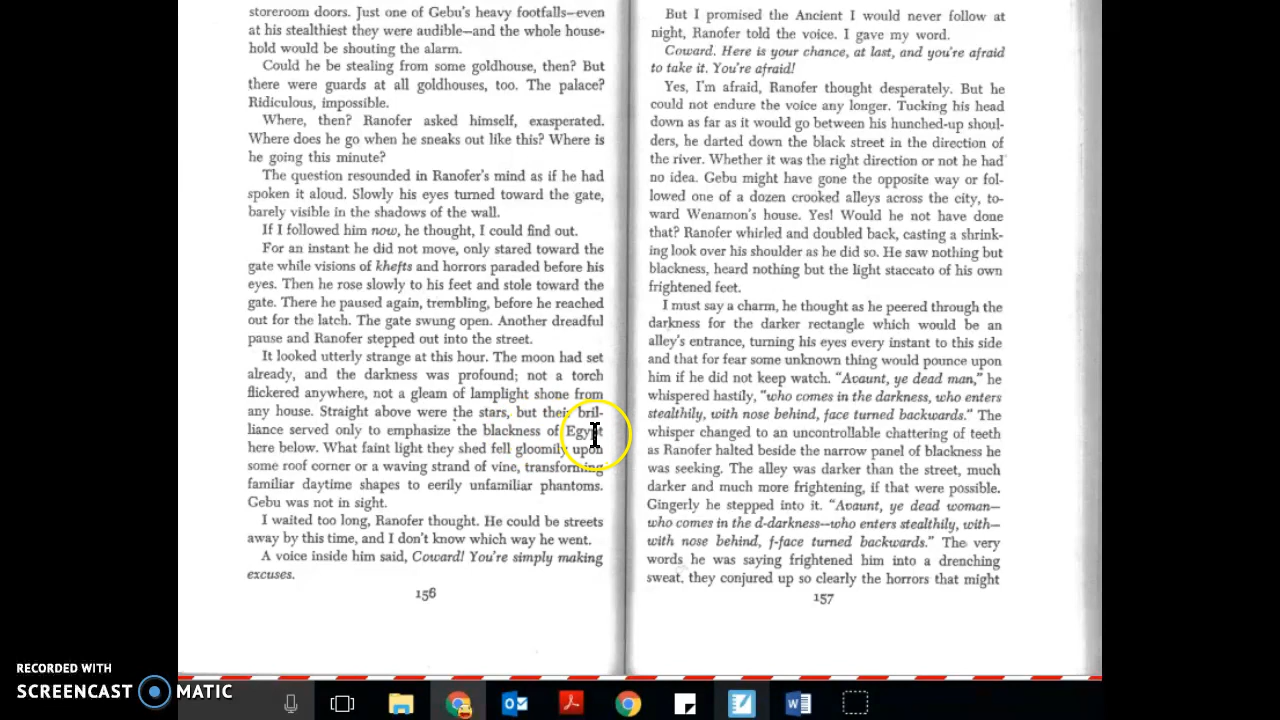 storeroom doors. Just one of Gebu's heavy footfalls—even
at his stealthiest they were audible—and the whole house-
hold would be shouting the alarm.
Could he be stealing from some goldhouse, then? But
there were guards at all goldhouses, too. The palace?
Ridiculous, impossible.
Where, then? Ranofer asked himself, exasperated.
Where does he go when he sneaks out like this? Where is
he going this minute?
The question resounded in Ranofer's mind as if he had
spoken it aloud. Slowly his eyes turned toward the gate,
barely visible in the shadows of the wall.
If I followed him now, he thought, I could find out.
For an instant he did not move, only stared toward the
gate while visions of khefts and horrors paraded before his
eyes. Then he rose slowly to his feet and stole toward the
gate. There he paused again, trembling, before he reached
out for the latch. The gate swung open. Another dreadful
pause and Ranofer stepped out into the street.
It looked utterly strange at this hour. The moon had set
already, and the darkness was profound; not a torch
flickered anywhere, not a gleam of lamplight shone from
any house. Straight above were the stars, but their bril-
liance served only to emphasize the blackness of Egypt
here below. What faint light they shed fell gloomily upon
some roof corner or a waving strand of vine, transforming
familiar daytime shapes to eerily unfamiliar phantoms.
Gebu was not in sight.
I waited too long, Ranofer thought. He could be streets
away by this time, and I don't know which way he went.
A voice inside him said, Coward! You're simply making
excuses.
156
But I promised the Ancient I would never follow at
night, Ranofer told the voice. I gave my word.
Coward. Here is your chance, at last, and you're afraid
to take it. You're afraid!
Yes, I'm afraid, Ranofer thought desperately. But he
could not endure the voice any longer. Tucking his head
down as far as it would go between his hunched-up shoul-
ders, he darted down the black street in the direction of
the river. Whether it was the right direction or not he had
no idea. Gebu might have gone the opposite way or fol-
lowed one of a dozen crooked alleys across the city, to-
ward Wenamon's house. Yes! Would he not have done
that? Ranofer whirled and doubled back, casting a shrink-
ing look over his shoulder as he did so. He saw nothing but
blackness, heard nothing but the light staccato of his own
frightened feet.
I must say a charm, he thought as he peered through the
darkness for the darker rectangle which would be an
alley's entrance, turning his eyes every instant to this side
and that for fear some unknown thing would pounce upon
him if he did not keep watch. "Avaunt, ye dead man," he
whispered hastily, "who comes in the darkness, who enters
stealthily, with nose behind, face turned backwards." The
whisper changed to an uncontrollable chattering of teeth
as Ranofer halted beside the narrow panel of blackness he
was seeking. The alley was darker than the street, much
darker and much more frightening, if that were possible.
Gingerly he stepped into it. "Avaunt, ye dead woman—
who comes in the d-darkness—who enters stealthily, with—
with nose behind, f-face turned backwards." The very
words he was saying frightened him into a drenching
sweat, they conjured up so clearly the horrors that might
157
RECORDED WITH
SCREENCAST MATIC